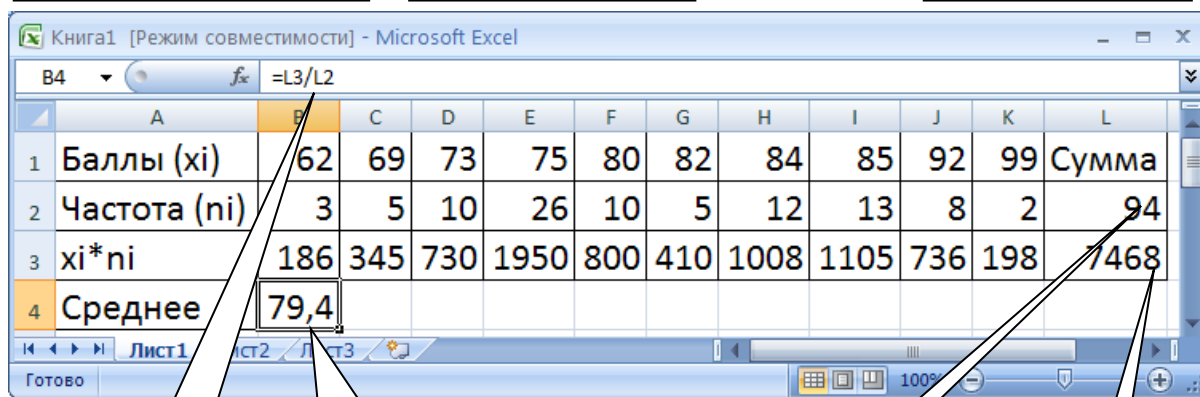 Книга1 [Режим совместимости] - Microsoft Excel
B4 fx =L3/L2
A B C D E F G H I J K L
1 Баллы (xi) 62 69 73 75 80 82 84 85 92 99 Сумма
2 Частота (ni) 3 5 10 26 10 5 12 13 8 2 94
3 xi*ni 186 345 730 1950 800 410 1008 1105 736 198 7468
4 Среднее 79,4
Лист1 Лист2 Лист3
Готово 100%